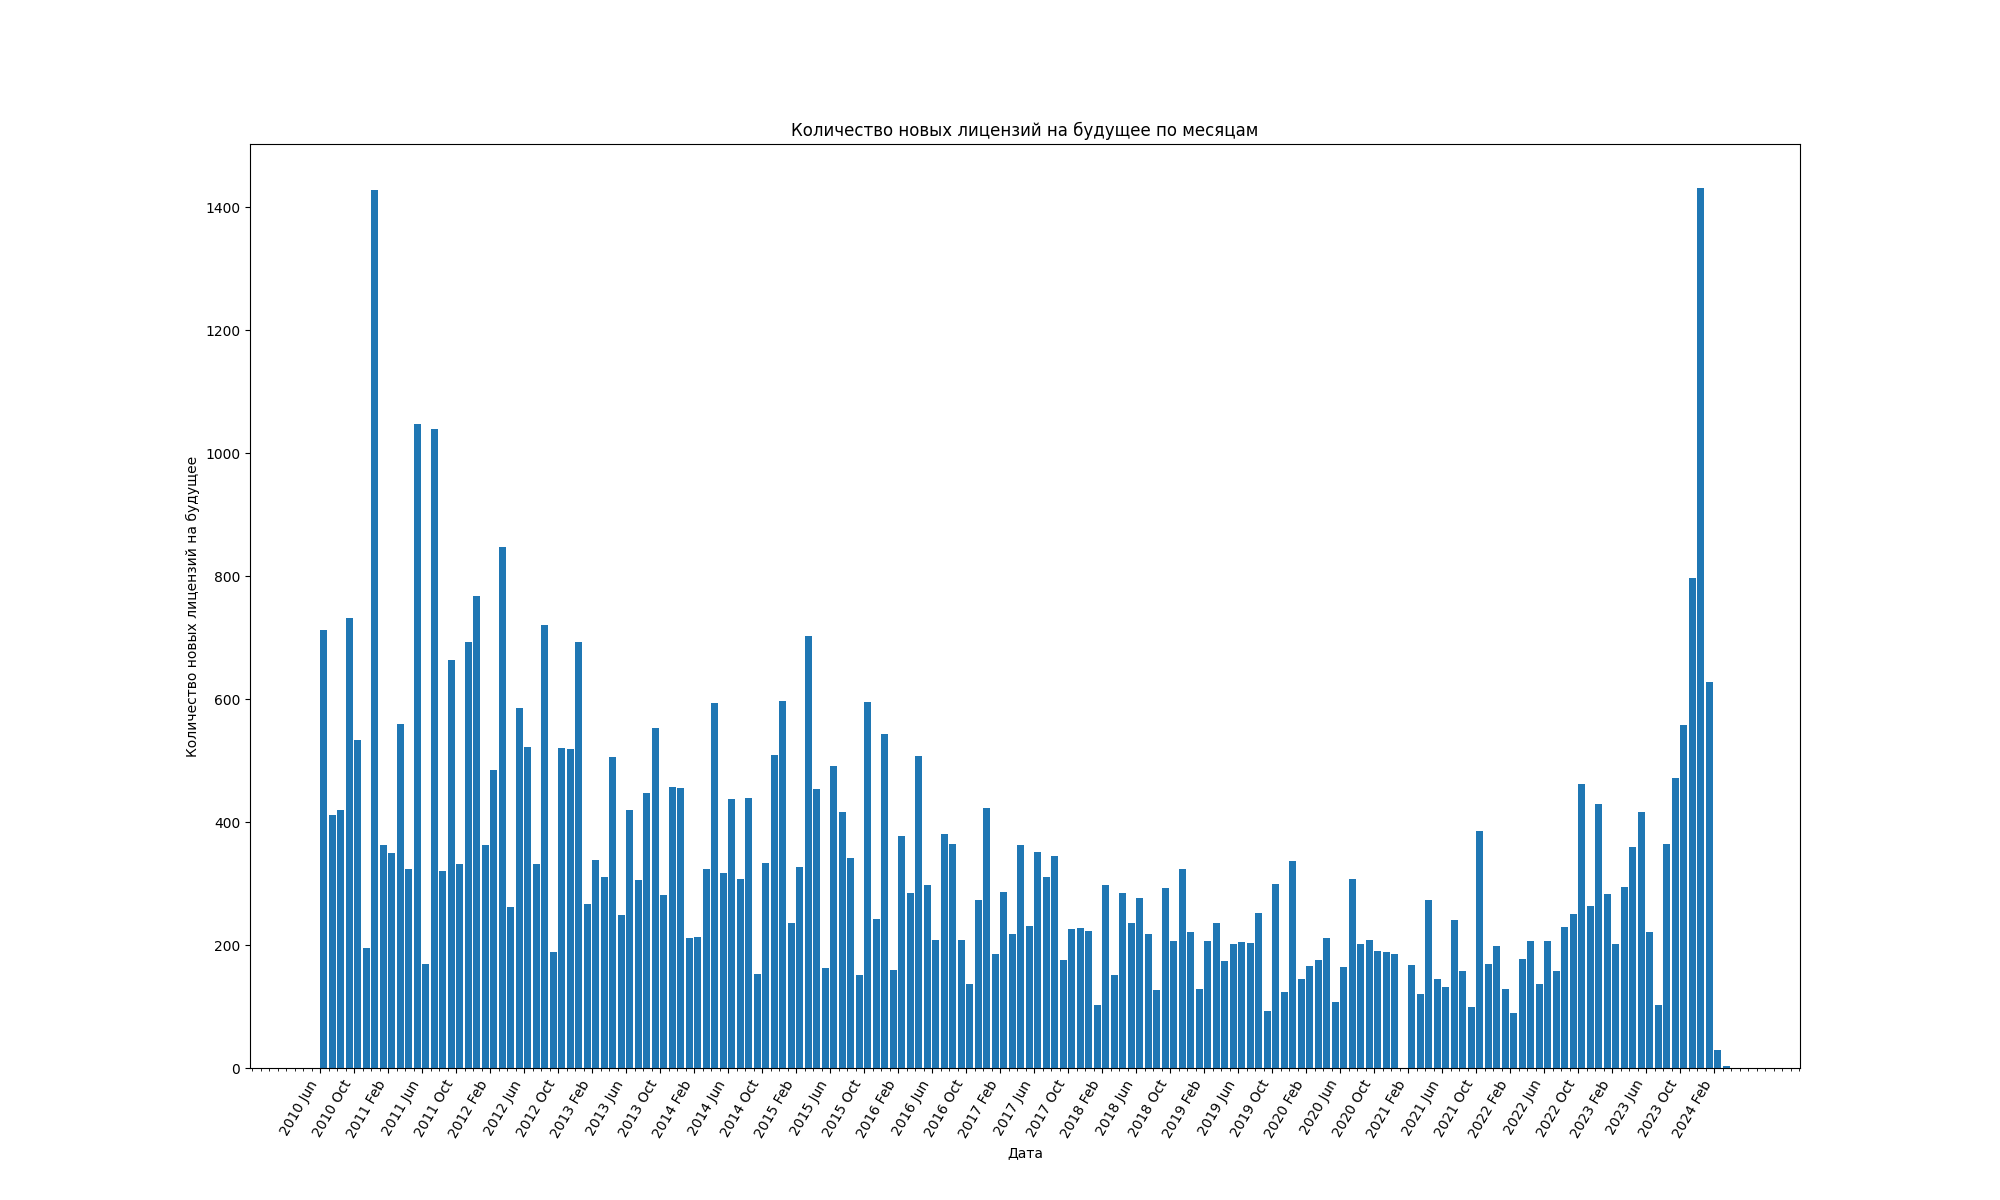 Количество новых лицензий на будущее по месяцам
Количество новых лицензий на будущее
1400
1200
1000
800
600
400
200
0
2010 Jun
2010 Oct
2011 Feb
2011 Jun
2011 Oct
2012 Feb
2012 Jun
2012 Oct
2013 Feb
2013 Jun
2013 Oct
2014 Feb
2014 Jun
2014 Oct
2015 Feb
2015 Jun
2015 Oct
2016 Feb
2016 Jun
2016 Oct
2017 Feb
2017 Jun
2017 Oct
2018 Feb
2018 Jun
2018 Oct
2019 Feb
2019 Jun
2019 Oct
2020 Feb
2020 Jun
2020 Oct
2021 Feb
2021 Jun
2021 Oct
2022 Feb
2022 Jun
2022 Oct
2023 Feb
2023 Jun
2023 Oct
2024 Feb
Дата